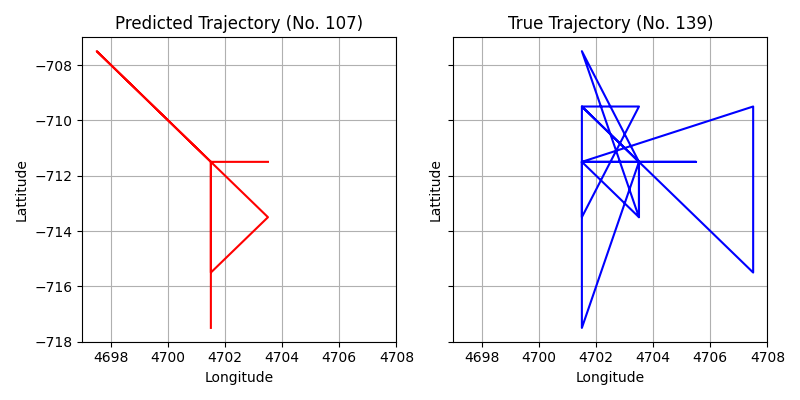 Predicted Trajectory (No. 107)
True Trajectory (No. 139)
Lattitude
−708
−710
−712
−714
−716
−718
4698 4700 4702 4704 4706 4708
Longitude
Lattitude
4698 4700 4702 4704 4706 4708
Longitude